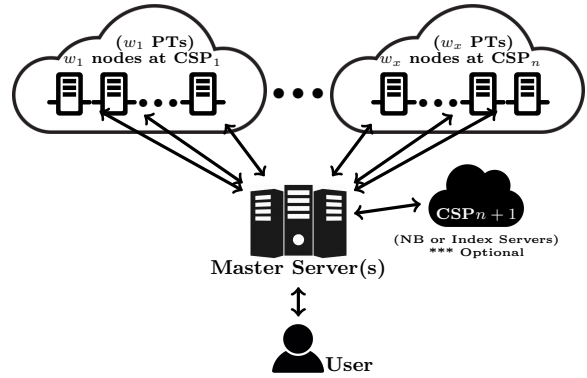 (w₁ PTs)
w₁ nodes at CSP₁
(wₓ PTs)
wₓ nodes at CSPₙ
CSPn + 1
(NB or Index Servers)
*** Optional
Master Server(s)
User